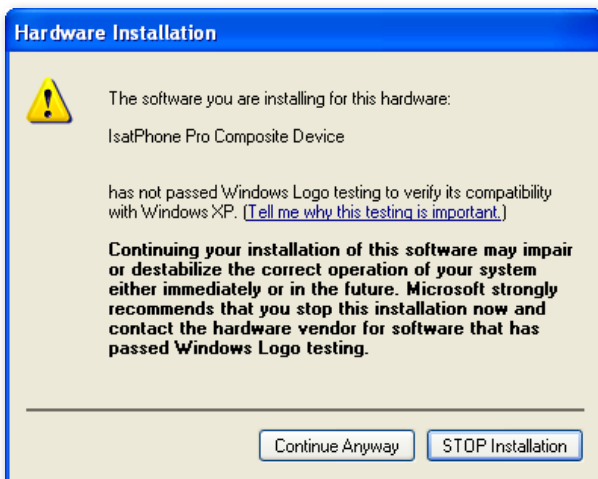 Hardware Installation
The software you are installing for this hardware:
IsatPhone Pro Composite Device
has not passed Windows Logo testing to verify its compatibility
with Windows XP. (Tell me why this testing is important.)
Continuing your installation of this software may impair
or destabilize the correct operation of your system
either immediately or in the future. Microsoft strongly
recommends that you stop this installation now and
contact the hardware vendor for software that has
passed Windows Logo testing.
Continue Anyway
STOP Installation